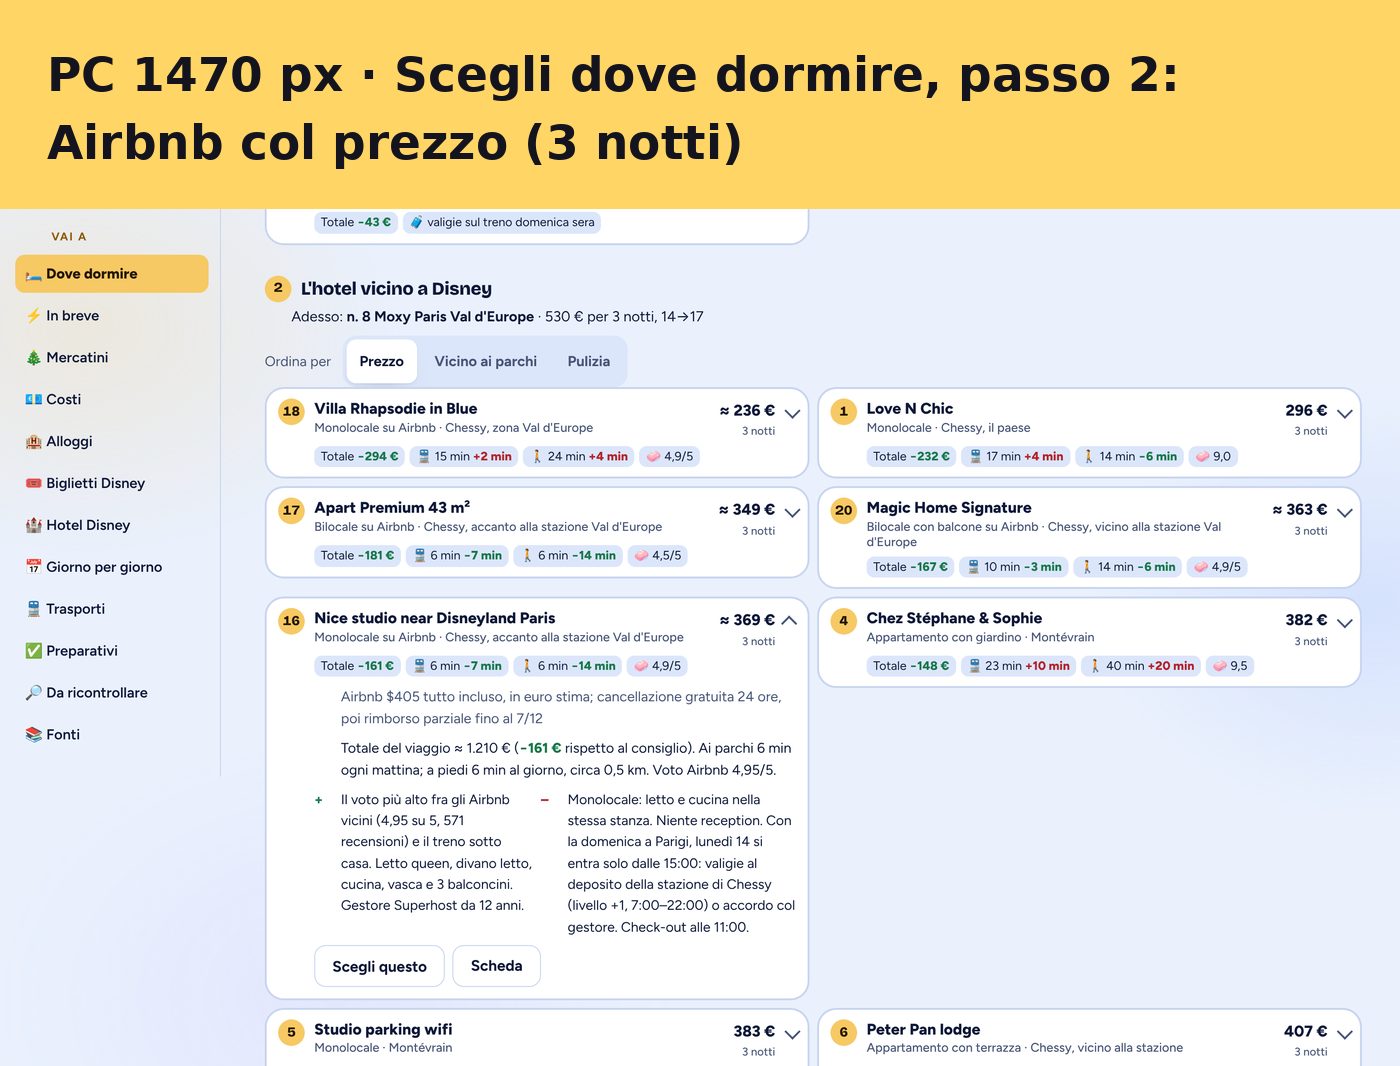 PC 1470 px · Scegli dove dormire, passo 2:
Airbnb col prezzo (3 notti)
VAI A
Dove dormire
In breve
Mercatini
Costi
Alloggi
Biglietti Disney
Hotel Disney
Giorno per giorno
Trasporti
Preparativi
Da ricontrollare
Fonti
Totale −43 € valigie sul treno domenica sera
2 L'hotel vicino a Disney
Adesso: n. 8 Moxy Paris Val d'Europe · 530 € per 3 notti, 14→17
Ordina per Prezzo Vicino ai parchi Pulizia
18 Villa Rhapsodie in Blue ≈ 236 €
Monolocale su Airbnb · Chessy, zona Val d'Europe 3 notti
Totale −294 € 15 min +2 min 24 min +4 min 4,9/5
1 Love N Chic 296 €
Monolocale · Chessy, il paese 3 notti
Totale −232 € 17 min +4 min 14 min −6 min 9,0
17 Apart Premium 43 m² ≈ 349 €
Bilocale su Airbnb · Chessy, accanto alla stazione Val d'Europe 3 notti
Totale −181 € 6 min −7 min 6 min −14 min 4,5/5
20 Magic Home Signature ≈ 363 €
Bilocale con balcone su Airbnb · Chessy, vicino alla stazione Val 3 notti
d'Europe
Totale −167 € 10 min −3 min 14 min −6 min 4,9/5
16 Nice studio near Disneyland Paris ≈ 369 €
Monolocale su Airbnb · Chessy, accanto alla stazione Val d'Europe 3 notti
Totale −161 € 6 min −7 min 6 min −14 min 4,9/5
Airbnb $405 tutto incluso, in euro stima; cancellazione gratuita 24 ore,
poi rimborso parziale fino al 7/12
Totale del viaggio ≈ 1.210 € (−161 € rispetto al consiglio). Ai parchi 6 min
ogni mattina; a piedi 6 min al giorno, circa 0,5 km. Voto Airbnb 4,95/5.
+ Il voto più alto fra gli Airbnb
vicini (4,95 su 5, 571
recensioni) e il treno sotto
casa. Letto queen, divano letto,
cucina, vasca e 3 balconcini.
Gestore Superhost da 12 anni.
− Monolocale: letto e cucina nella
stessa stanza. Niente reception. Con
la domenica a Parigi, lunedì 14 si
entra solo dalle 15:00: valigie al
deposito della stazione di Chessy
(livello +1, 7:00–22:00) o accordo col
gestore. Check-out alle 11:00.
Scegli questo Scheda
4 Chez Stéphane & Sophie 382 €
Appartamento con giardino · Montévrain 3 notti
Totale −148 € 23 min +10 min 40 min +20 min 9,5
5 Studio parking wifi 383 €
Monolocale · Montévrain 3 notti
6 Peter Pan lodge 407 €
Appartamento con terrazza · Chessy, vicino alla stazione 3 notti